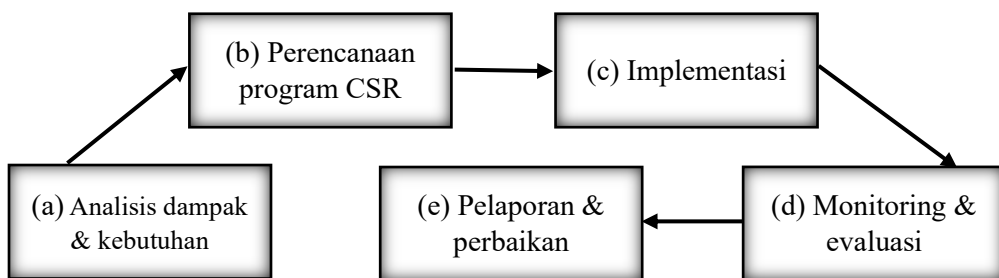 (b) Perencanaan
program CSR
(c) Implementasi
(a) Analisis dampak
& kebutuhan
(e) Pelaporan &
perbaikan
(d) Monitoring &
evaluasi